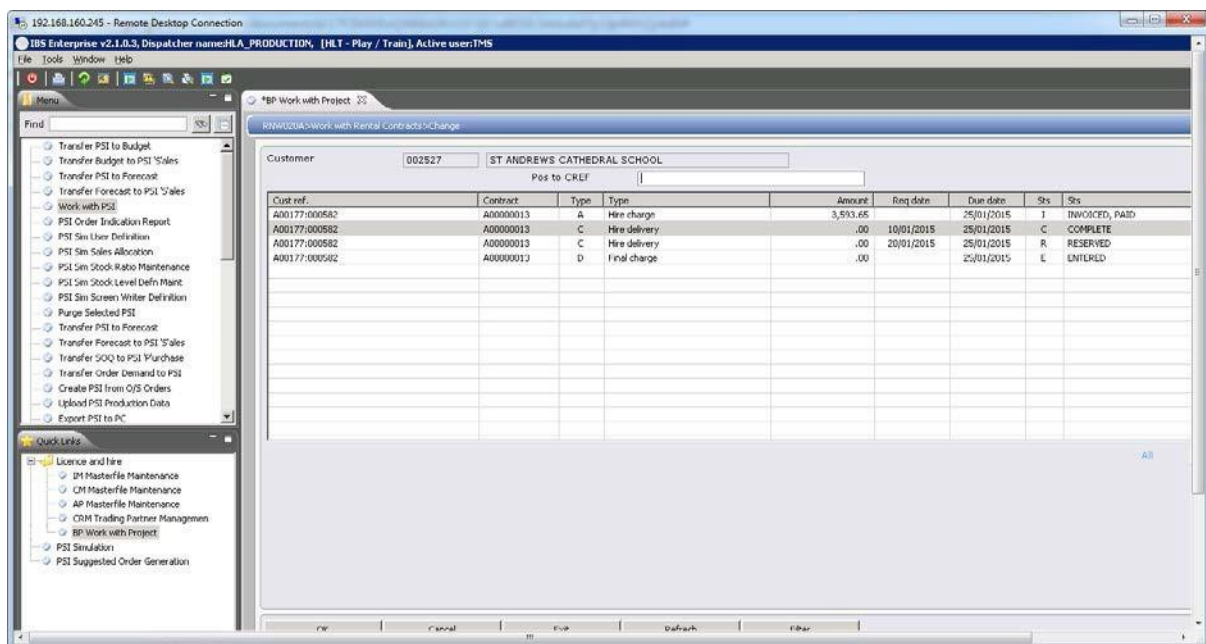 192.168.160.245 - Remote Desktop Connection
IBS Enterprise v2.1.0.3, Dispatcher name:HLA_PRODUCTION, [HLT - Play / Train], Active user:TMS
File Tools Window Help
Menu
*BP Work with Project
Find
RNW020A>Work with Rental Contracts>Change
Transfer PSI to Budget
Transfer Budget to PSI 'Sales
Transfer PSI to Forecast
Transfer Forecast to PSI 'Sales
Work with PSI
PSI Order Indication Report
PSI Sim User Definition
PSI Sim Sales Allocation
PSI Sim Stock Ratio Maintenance
PSI Sim Stock Level Defn Maint
PSI Sim Screen Writer Definition
Purge Selected PSI
Transfer PSI to Forecast
Transfer Forecast to PSI 'Sales
Transfer SOQ to PSI 'Purchase
Transfer Order Demand to PSI
Create PSI from O/S Orders
Upload PSI Production Data
Export PSI to PC
Customer 002527 ST ANDREWS CATHEDRAL SCHOOL
Pos to CREF
Cust ref. Contract Type Type Amount Req date Due date Sts Sts
A00177:000582 A00000013 A Hire charge 3,593.65 25/01/2015 I INVOICED, PAID
A00177:000582 A00000013 C Hire delivery .00 10/01/2015 25/01/2015 C COMPLETE
A00177:000582 A00000013 C Hire delivery .00 20/01/2015 25/01/2015 R RESERVED
A00177:000582 A00000013 D Final charge .00 25/01/2015 E ENTERED
All
Quick Links
Licence and hire
IM Masterfile Maintenance
CM Masterfile Maintenance
AP Masterfile Maintenance
CRM Trading Partner Managemen
BP Work with Project
PSI Simulation
PSI Suggested Order Generation
OK Cancel Exit Refresh Filter